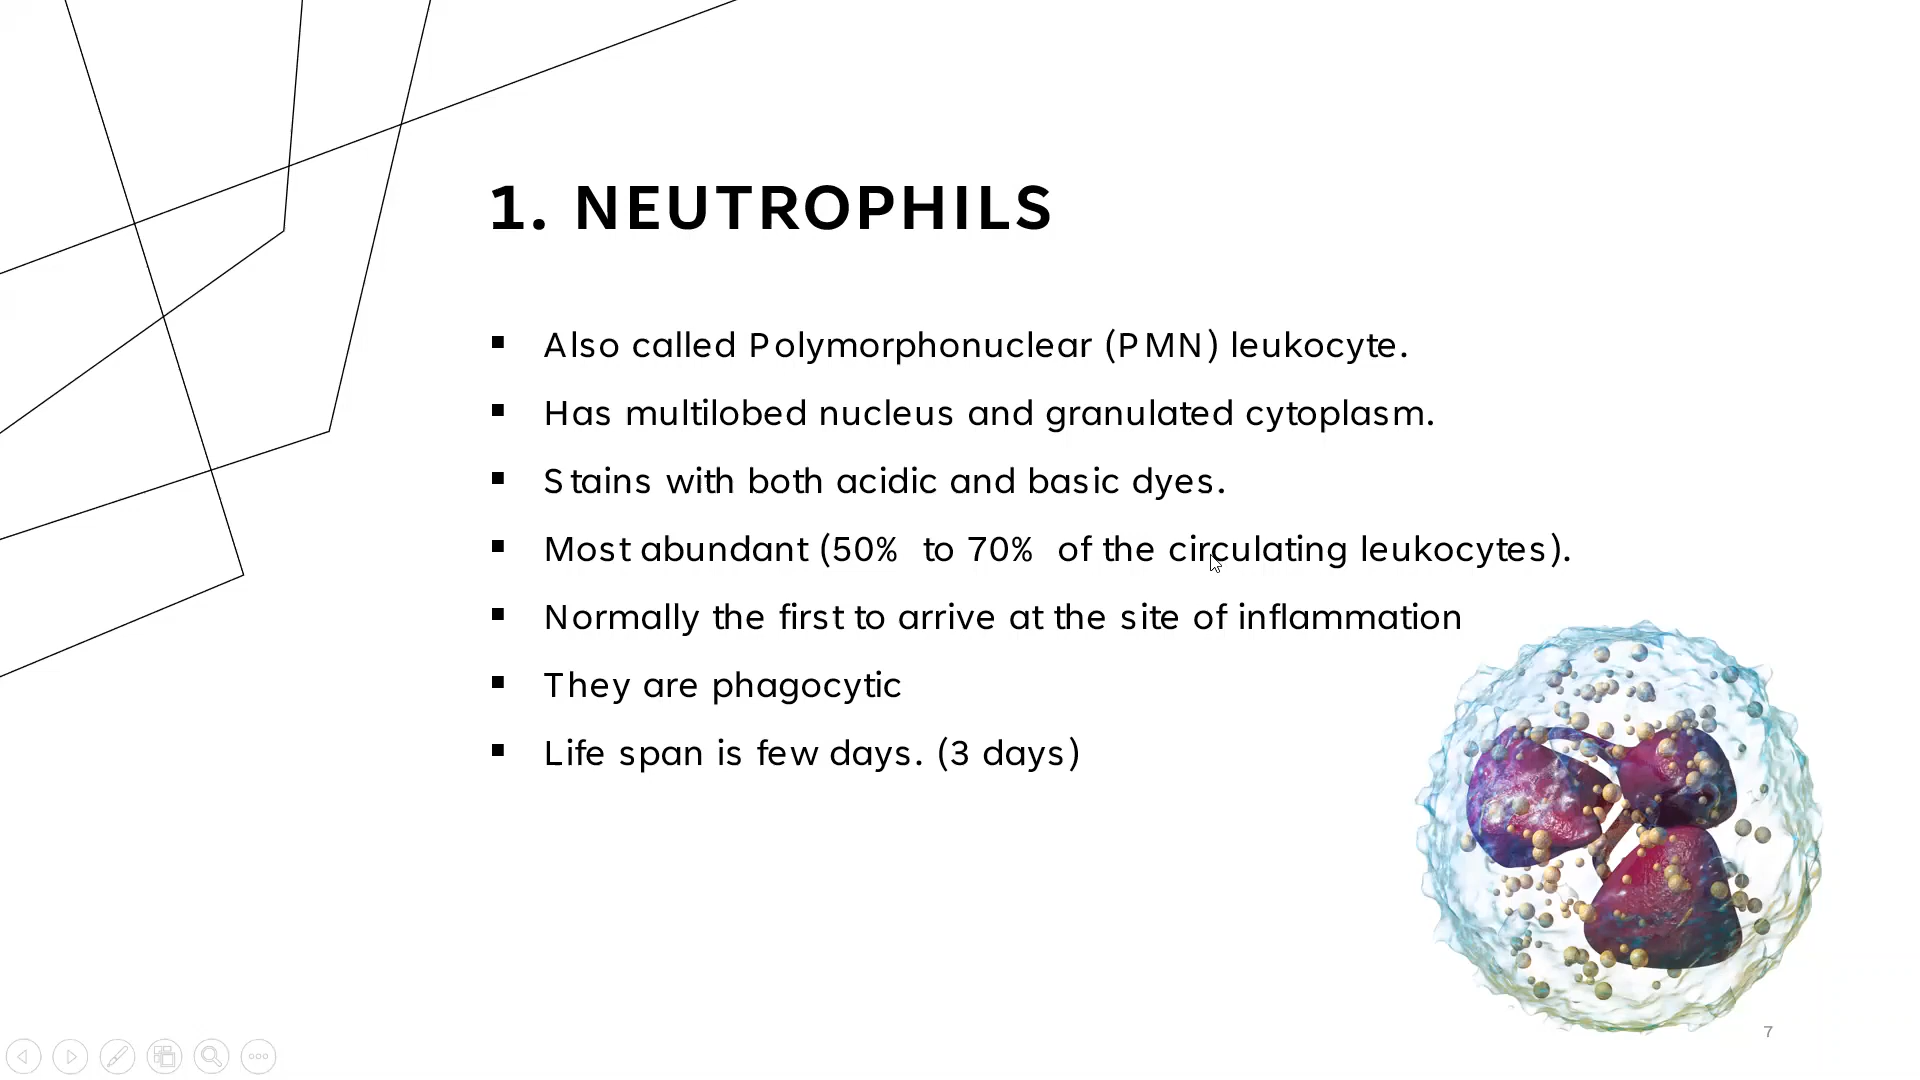 1. NEUTROPHILS
▪ Also called Polymorphonuclear (PMN) leukocyte.
▪ Has multilobed nucleus and granulated cytoplasm.
▪ Stains with both acidic and basic dyes.
▪ Most abundant (50% to 70% of the circulating leukocytes).
▪ Normally the first to arrive at the site of inflammation
▪ They are phagocytic
▪ Life span is few days. (3 days)
7